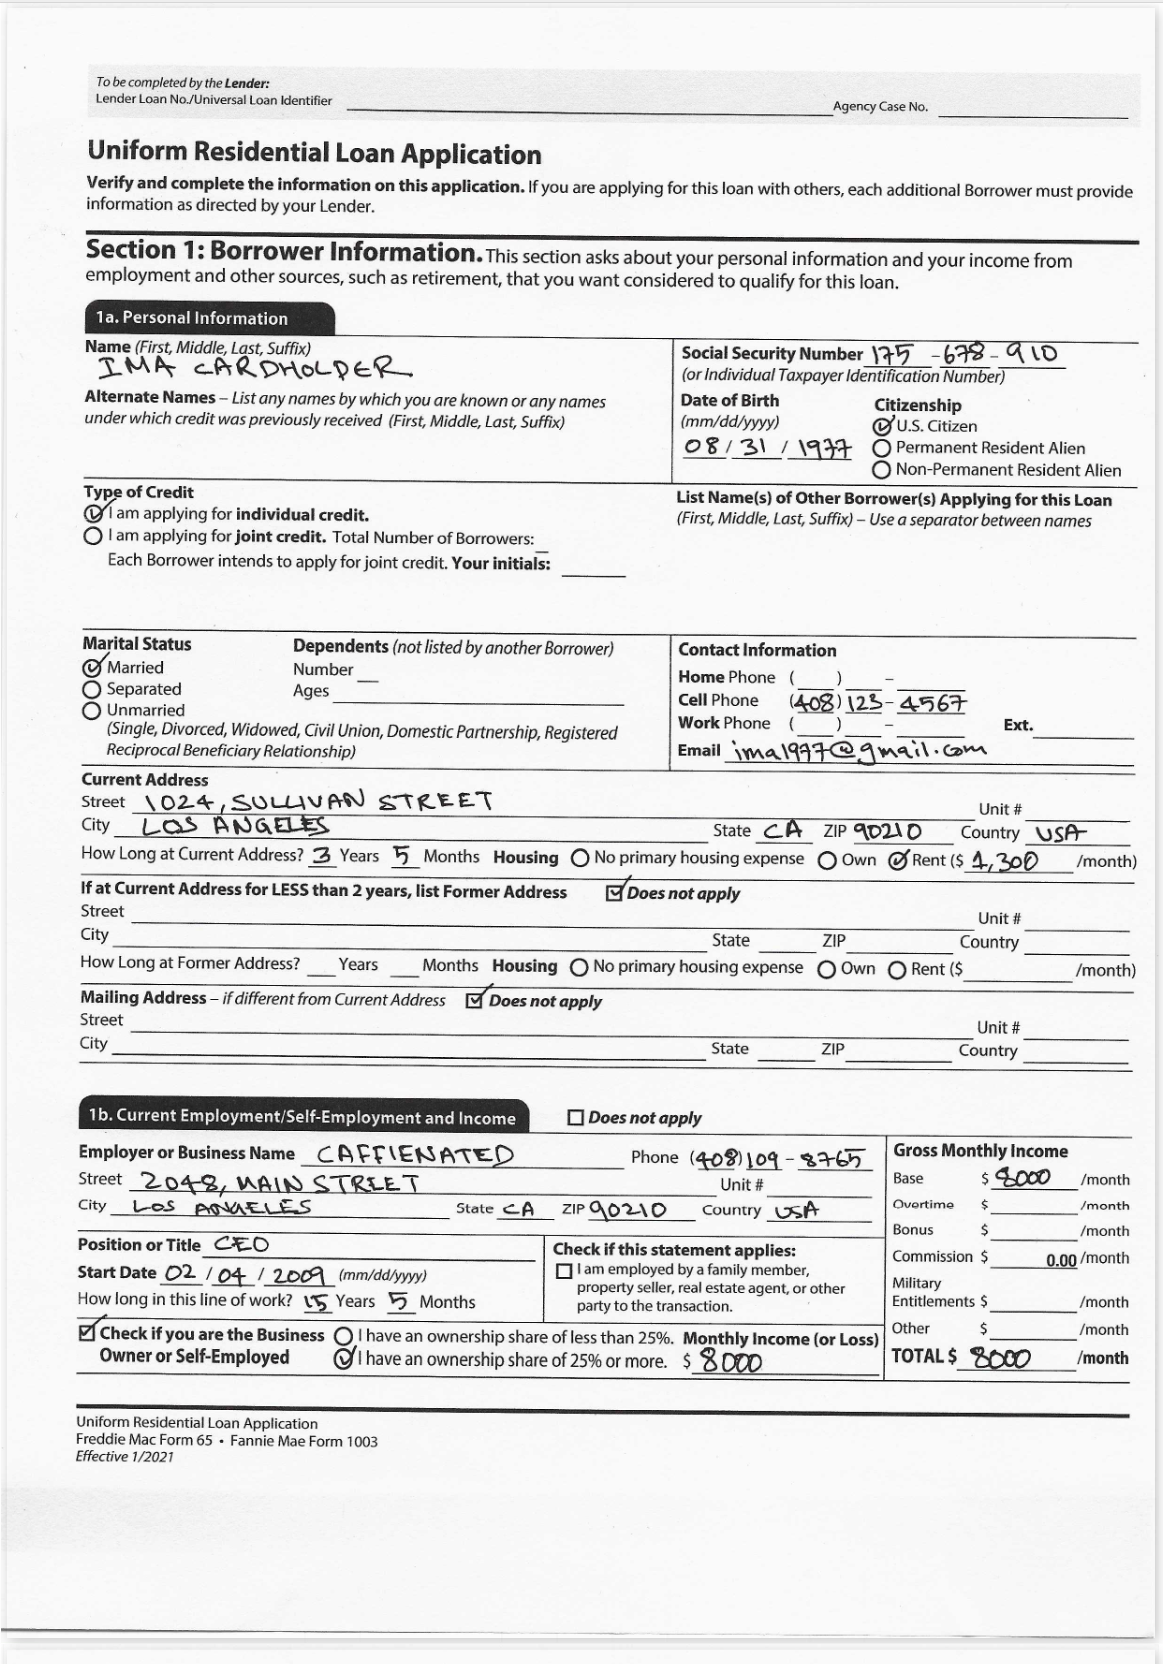 To be completed by the Lender:
Lender Loan No./Universal Loan Identifier
Agency Case No.
Uniform Residential Loan Application
Verify and complete the information on this application. If you are applying for this loan with others, each additional Borrower must provide
information as directed by your Lender.
Section 1: Borrower Information. This section asks about your personal information and your income from
employment and other sources, such as retirement, that you want considered to qualify for this loan.
1a. Personal Information
Name (First, Middle, Last, Suffix)
IMA CARDHOLDER
Alternate Names – List any names by which you are known or any names
under which credit was previously received (First, Middle, Last, Suffix)
Social Security Number 175 - 678 - 910
(or Individual Taxpayer Identification Number)
Date of Birth
(mm/dd/yyyy)
08 / 31 / 1977
Citizenship
U.S. Citizen
Permanent Resident Alien
Non-Permanent Resident Alien
Type of Credit
I am applying for individual credit.
I am applying for joint credit. Total Number of Borrowers:
Each Borrower intends to apply for joint credit. Your initials:
List Name(s) of Other Borrower(s) Applying for this Loan
(First, Middle, Last, Suffix) – Use a separator between names
Marital Status
Married
Separated
Unmarried
(Single, Divorced, Widowed, Civil Union, Domestic Partnership, Registered
Reciprocal Beneficiary Relationship)
Dependents (not listed by another Borrower)
Number
Ages
Contact Information
Home Phone ( ) –
Cell Phone (408) 123 – 4567
Work Phone ( ) – Ext.
Email ima1977@gmail.com
Current Address
Street 1024, SULLIVAN STREET Unit #
City LOS ANGELES State CA ZIP 90210 Country USA
How Long at Current Address? 3 Years 5 Months Housing No primary housing expense Own Rent ($ 1,300 /month)
If at Current Address for LESS than 2 years, list Former Address Does not apply
Street Unit #
City State ZIP Country
How Long at Former Address? Years Months Housing No primary housing expense Own Rent ($ /month)
Mailing Address – if different from Current Address Does not apply
Street Unit #
City State ZIP Country
1b. Current Employment/Self-Employment and Income Does not apply
Employer or Business Name CAFFIENATED Phone (408) 109 – 8765
Street 2048, MAIN STREET Unit #
City LOS ANGELES State CA ZIP 90210 Country USA
Position or Title CEO
Start Date 02 / 04 / 2009 (mm/dd/yyyy)
How long in this line of work? 15 Years 5 Months
Check if this statement applies:
I am employed by a family member,
property seller, real estate agent, or other
party to the transaction.
Check if you are the Business
Owner or Self-Employed
I have an ownership share of less than 25%. Monthly Income (or Loss)
I have an ownership share of 25% or more. $ 8000
Gross Monthly Income
Base $ 8000 /month
Overtime $ /month
Bonus $ /month
Commission $ 0.00 /month
Military
Entitlements $ /month
Other $ /month
TOTAL $ 8000 /month
Uniform Residential Loan Application
Freddie Mac Form 65 • Fannie Mae Form 1003
Effective 1/2021